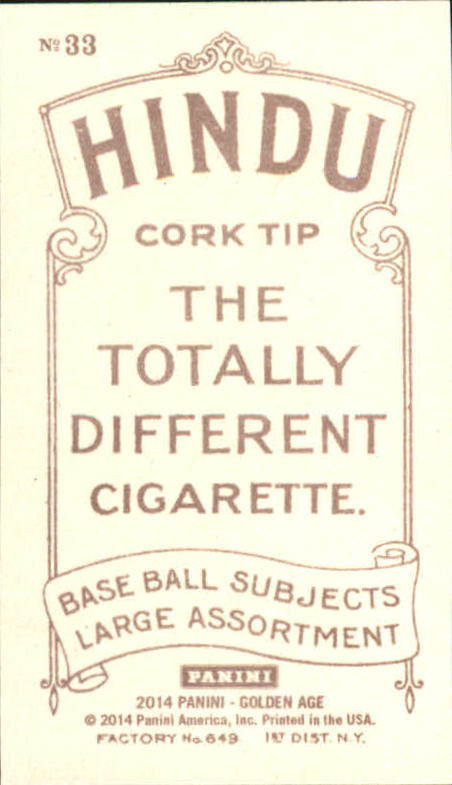 Nº 33
HINDU
CORK TIP
THE
TOTALLY
DIFFERENT
CIGARETTE.
BASE BALL SUBJECTS
LARGE ASSORTMENT
PANINI
2014 PANINI - GOLDEN AGE
© 2014 Panini America, Inc. Printed in the USA.
FACTORY No. 649 1ST DIST. N.Y.